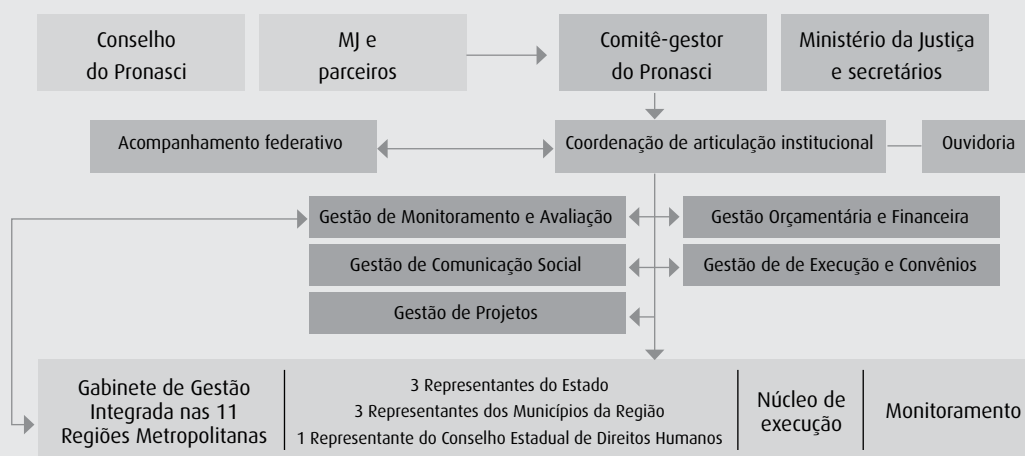 Conselho
do Pronasci
MJ e
parceiros
Comitê-gestor
do Pronasci
Ministério da Justiça
e secretários
Acompanhamento federativo
Coordenação de articulação institucional
Ouvidoria
Gestão de Monitoramento e Avaliação
Gestão Orçamentária e Financeira
Gestão de Comunicação Social
Gestão de de Execução e Convênios
Gestão de Projetos
Gabinete de Gestão
Integrada nas 11
Regiões Metropolitanas
3 Representantes do Estado
3 Representantes dos Municípios da Região
1 Representante do Conselho Estadual de Direitos Humanos
Núcleo de
execução
Monitoramento